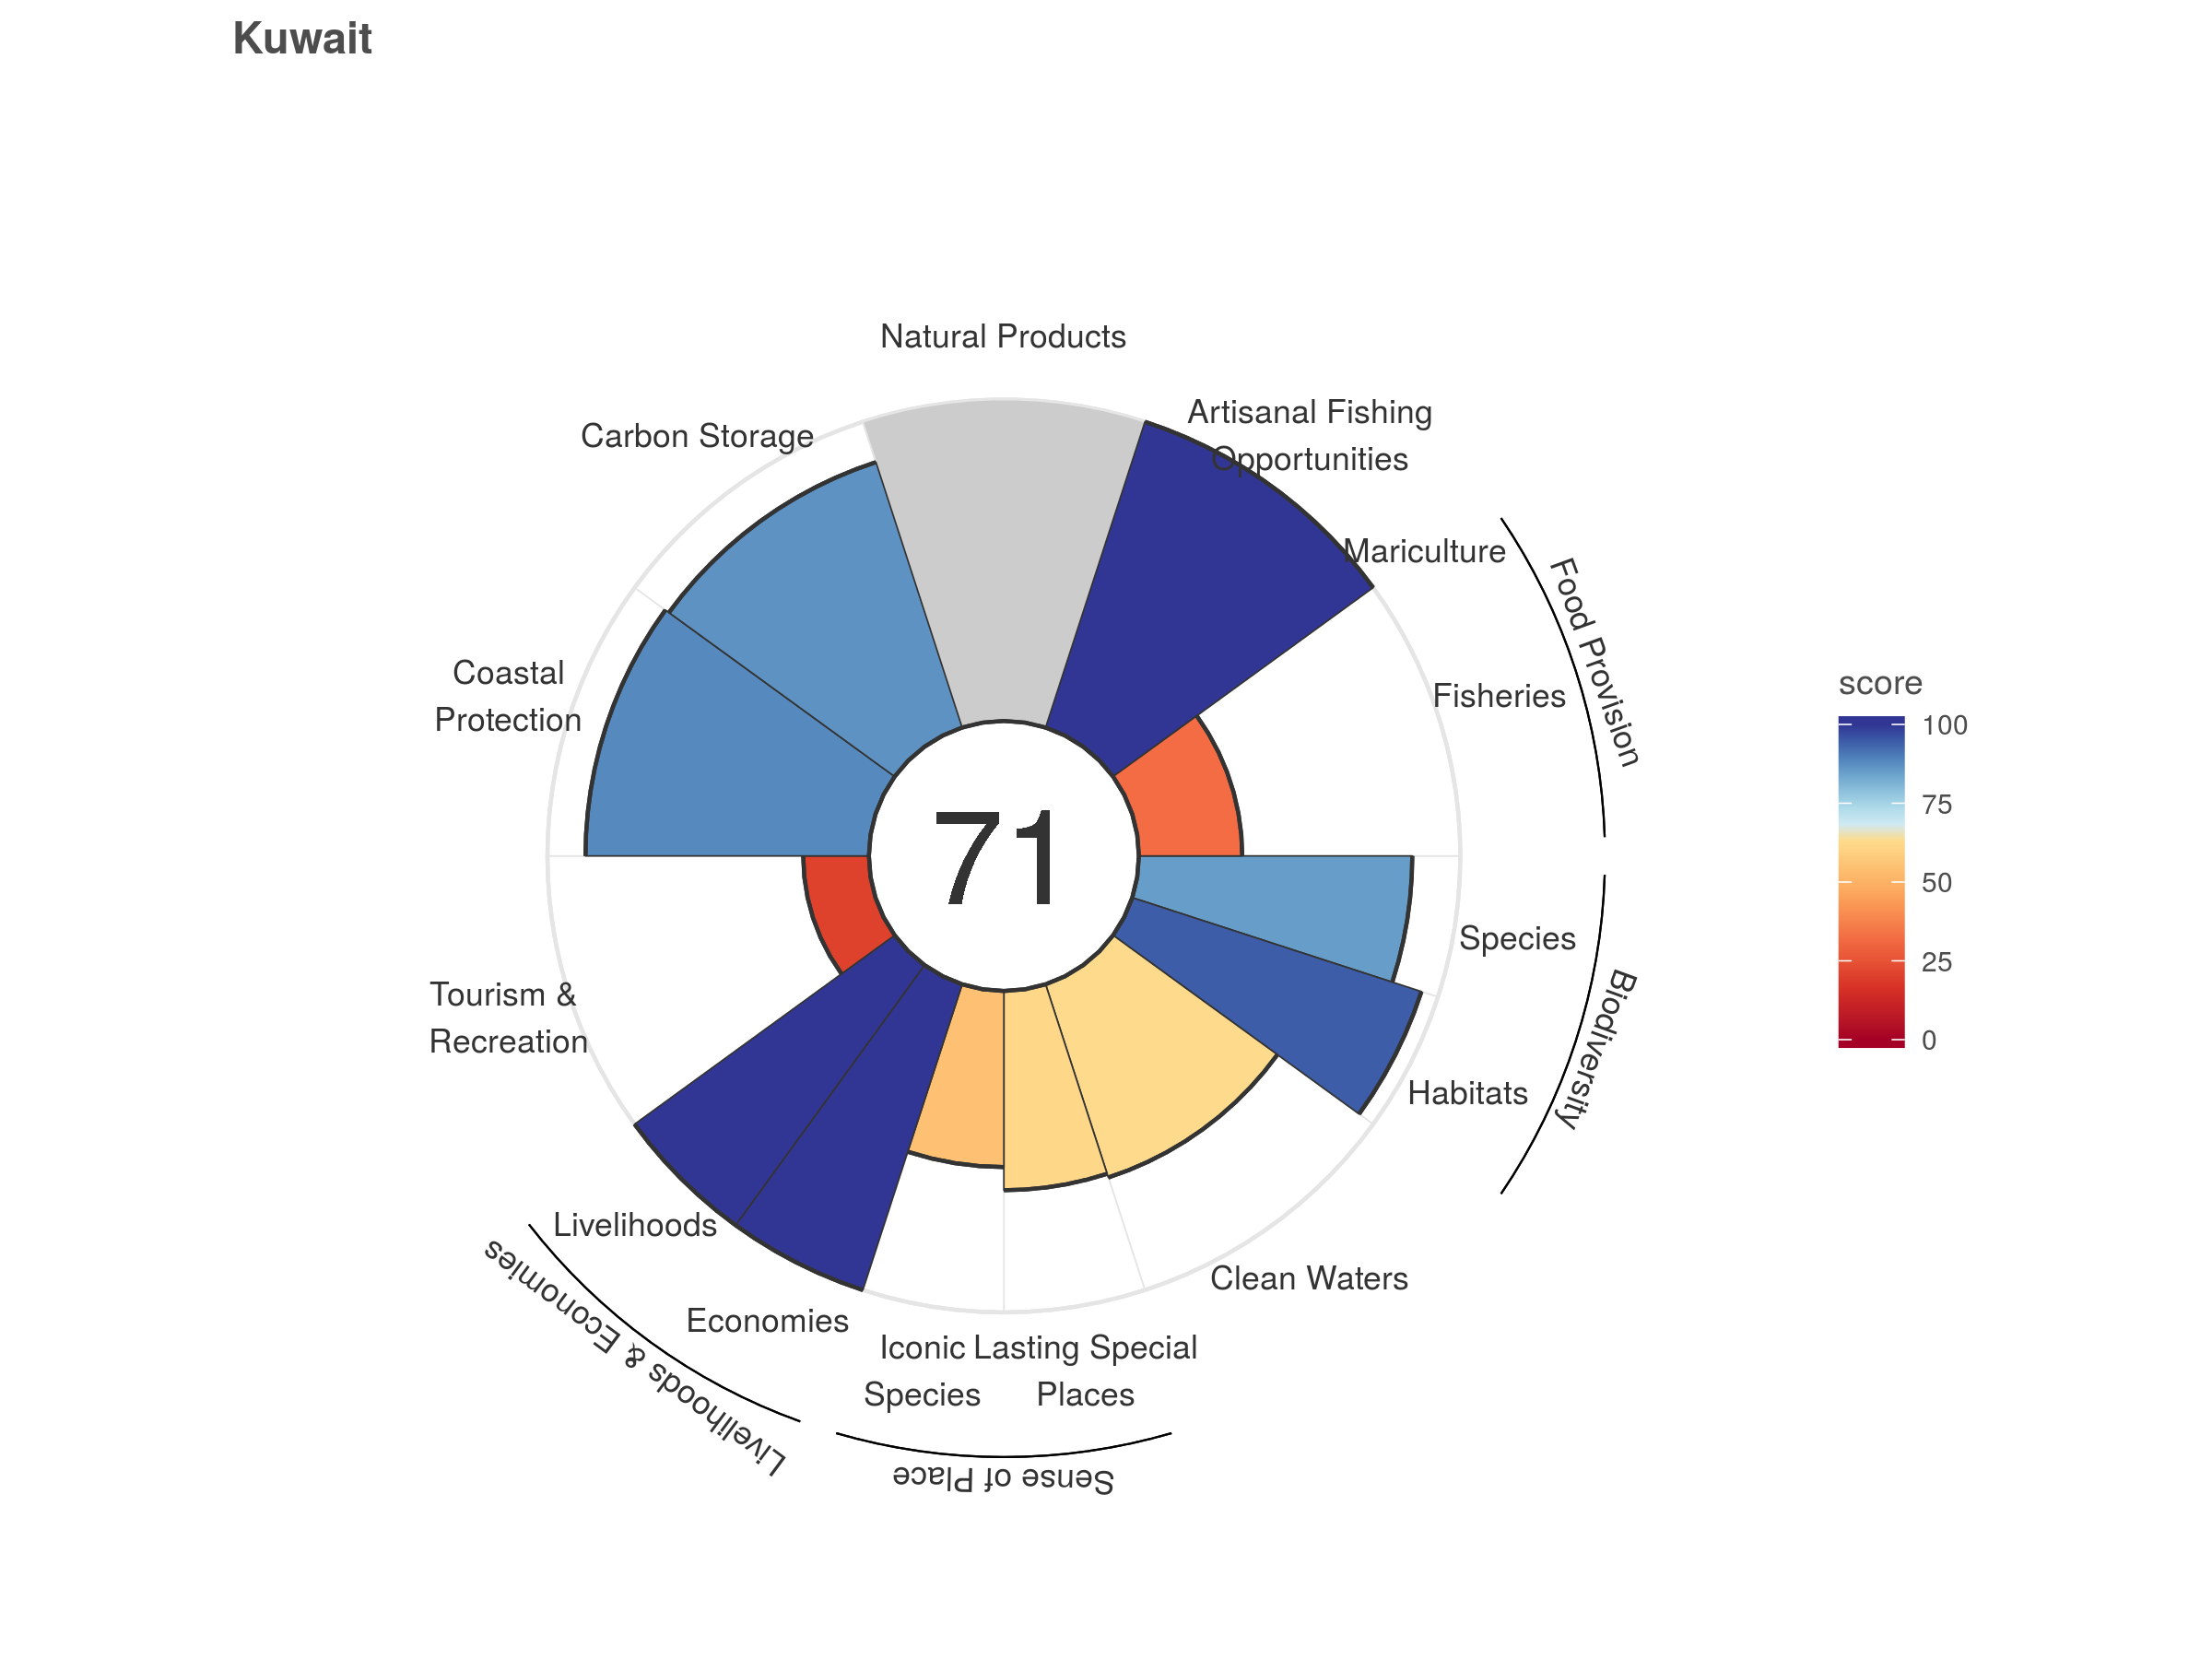 Kuwait
Natural Products
Artisanal Fishing
Opportunities
Carbon Storage
Mariculture
Food Provision
Coastal
Protection
Fisheries
score
100
75
50
25
0
71
Species
Biodiversity
Tourism &
Recreation
Habitats
Livelihoods
Clean Waters
Economies
Livelihoods & Economies
Iconic
Species
Lasting Special
Places
Sense of Place